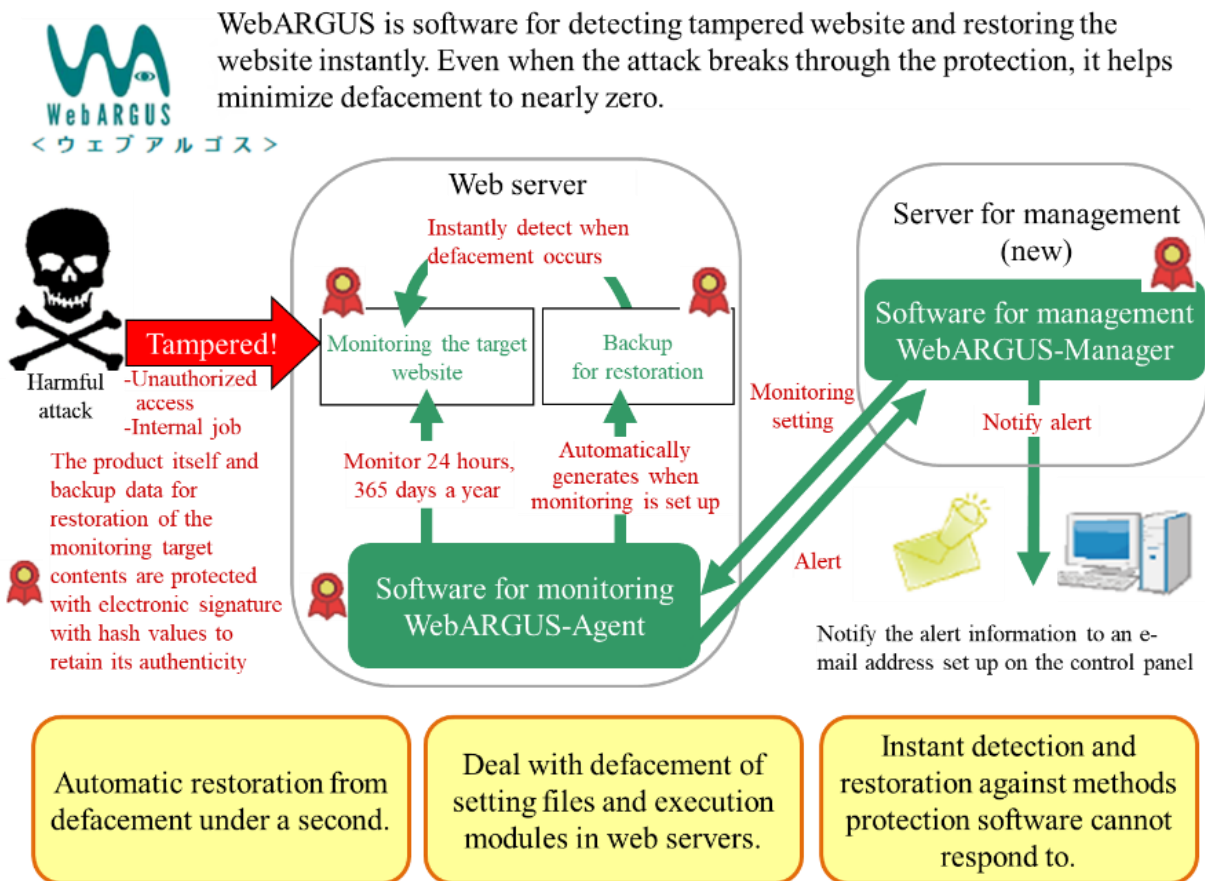 WebARGUS is software for detecting tampered website and restoring the
website instantly. Even when the attack breaks through the protection, it helps
minimize defacement to nearly zero.
WebARGUS
<ウェブアルゴス>
Web server
Instantly detect when
defacement occurs
Server for management
(new)
Software for management
WebARGUS-Manager
Tampered!
Monitoring the target
website
Backup
for restoration
Harmful
attack
-Unauthorized
access
-Internal job
Monitoring
setting
Notify alert
The product itself and
backup data for
restoration of the
monitoring target
contents are protected
with electronic signature
with hash values to
retain its authenticity
Monitor 24 hours,
365 days a year
Automatically
generates when
monitoring is set up
Alert
Software for monitoring
WebARGUS-Agent
Notify the alert information to an e-
mail address set up on the control panel
Automatic restoration from
defacement under a second.
Deal with defacement of
setting files and execution
modules in web servers.
Instant detection and
restoration against methods
protection software cannot
respond to.